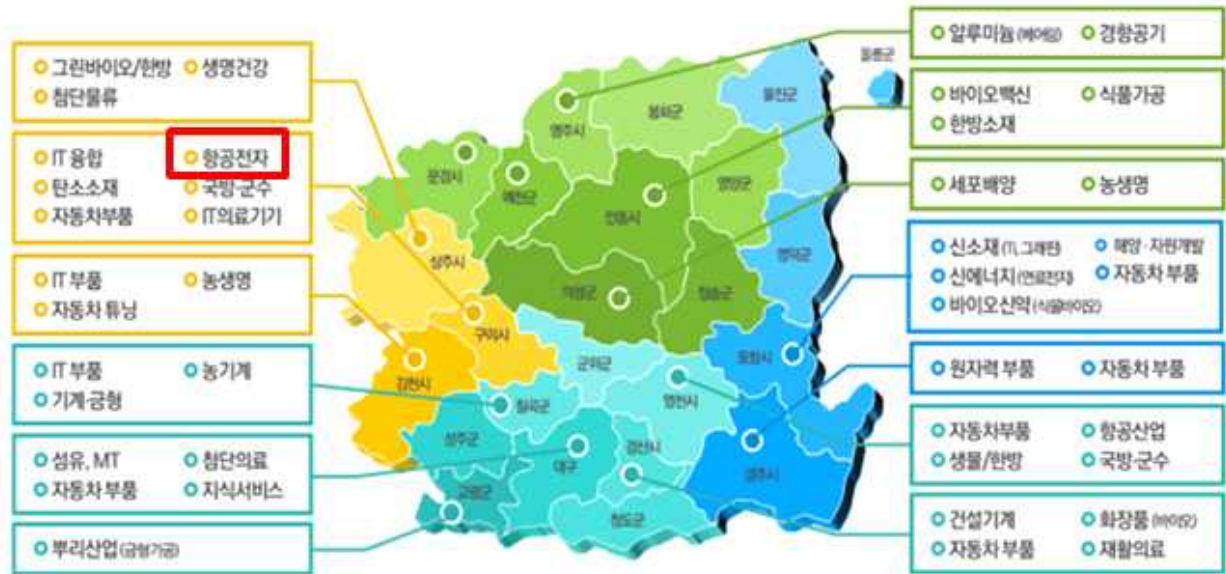 그린바이오/한방 생명건강
첨단물류
IT 융합 항공전자
탄소소재 국방·군수
자동차부품 IT의료기기
IT 부품 농생명
자동차 튜닝
IT 부품 농기계
기계·금형
섬유, MT 첨단의료
자동차 부품 지식서비스
뿌리산업 (금형가공)
영주시
봉화군
울진군
울릉군
문경시
예천군
안동시
영양군
상주시
의성군
청송군
영덕군
구미시
김천시
군위군
포항시
칠곡군
영천시
성주군
대구
경산시
경주시
고령군
청도군
알루미늄 (베어링) 경항공기
바이오백신 식품가공
한방소재
세포배양 농생명
신소재 (Ti, 그래핀) 해양·자원개발
신에너지 (연료전지) 자동차 부품
바이오신약 (식물바이오)
원자력 부품 자동차 부품
자동차부품 항공산업
생물/한방 국방·군수
건설기계 화장품 (바이오)
자동차 부품 재활의료